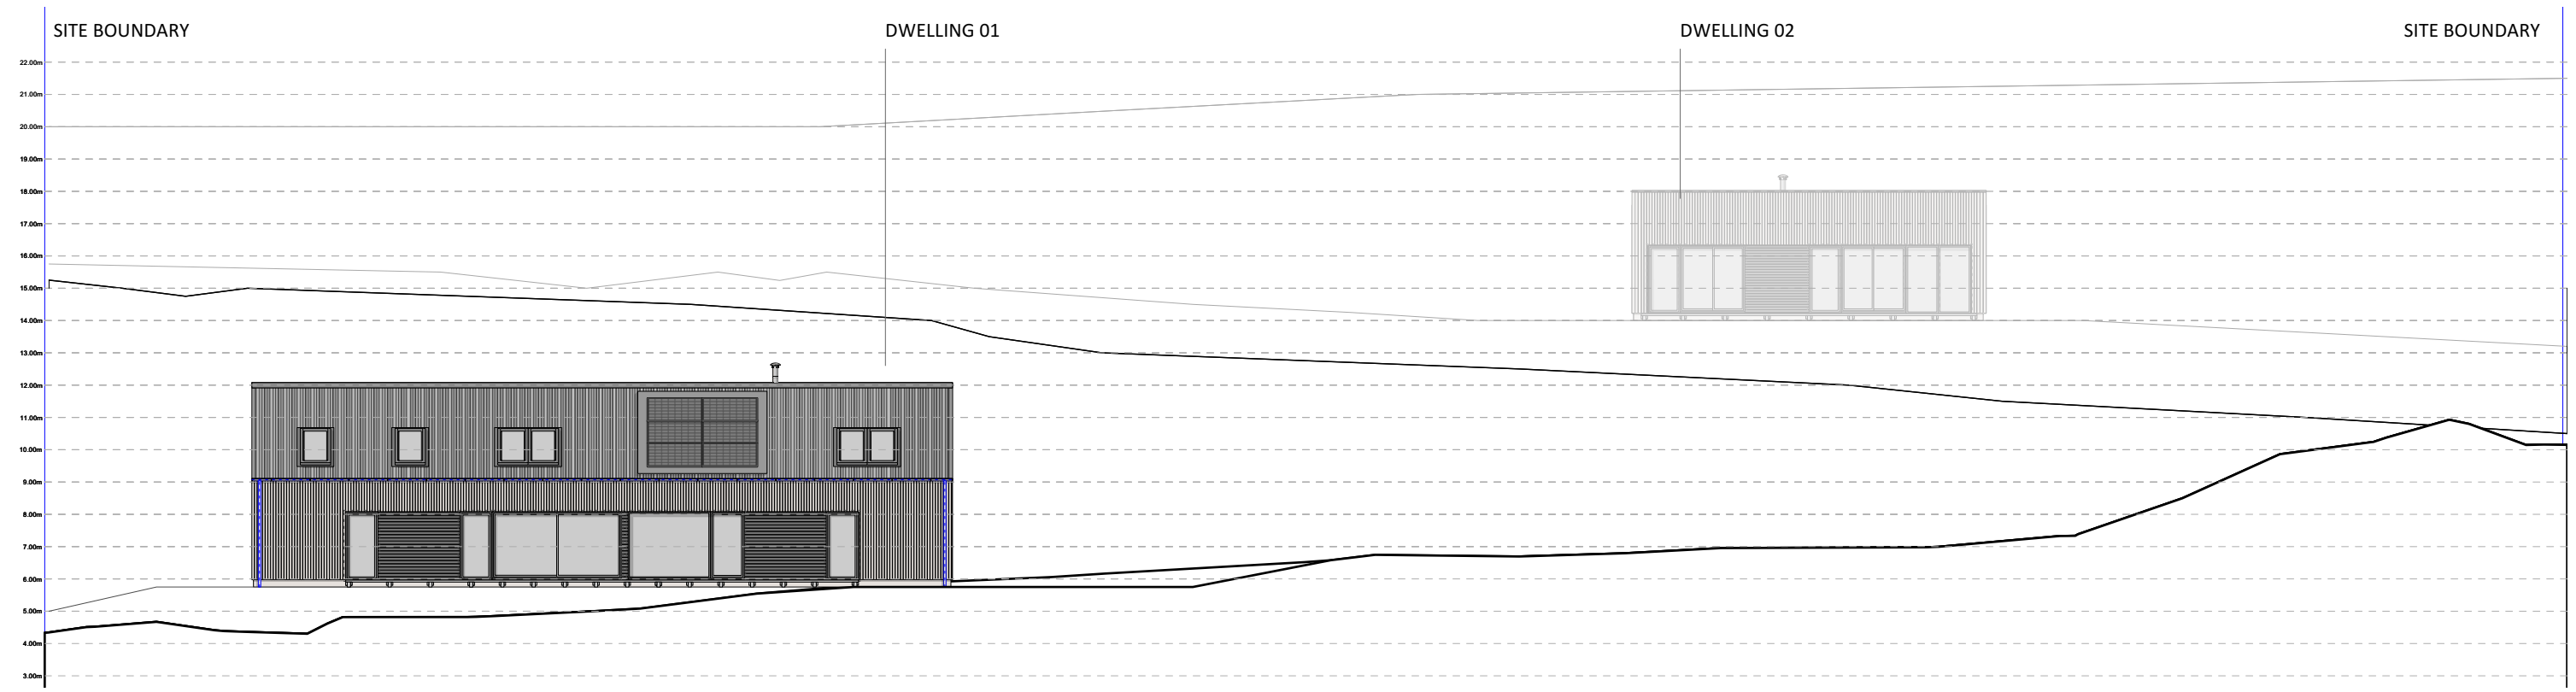 SITE BOUNDARY
DWELLING 01
DWELLING 02
SITE BOUNDARY
22.00m
21.00m
20.00m
19.00m
18.00m
17.00m
16.00m
15.00m
14.00m
13.00m
12.00m
11.00m
10.00m
9.00m
8.00m
7.00m
6.00m
5.00m
4.00m
3.00m